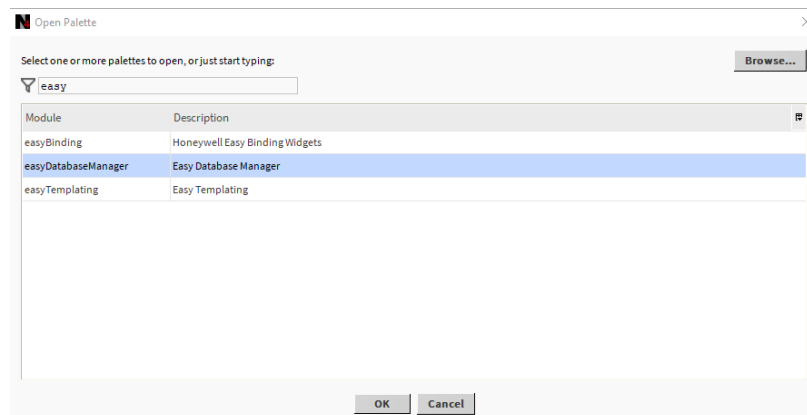 Open Palette
Select one or more palettes to open, or just start typing:
Browse...
easy
Module Description
easyBinding Honeywell Easy Binding Widgets
easyDatabaseManager Easy Database Manager
easyTemplating Easy Templating
OK Cancel